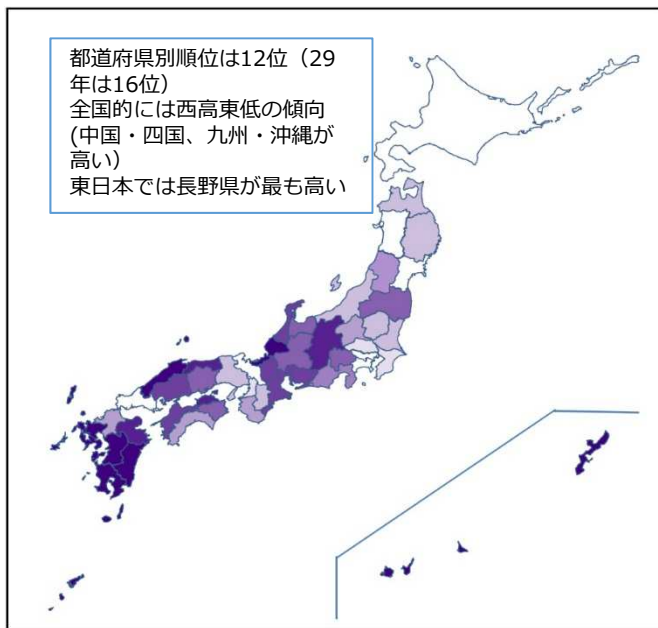 都道府県別順位は12位（29
年は16位）
全国的には西高東低の傾向
(中国・四国、九州・沖縄が
高い）
東日本では長野県が最も高い